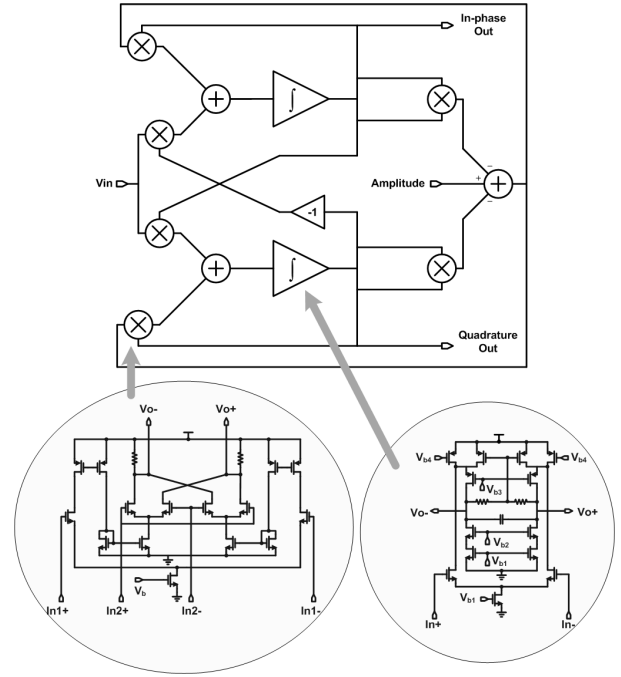 In-phase
Out
Vin
Amplitude
-1
Quadrature
Out
Vo- Vo+
Vb
In1+ In2+ In2- In1-
Vb4 Vb4
Vb3
Vo- Vo+
Vb2
Vb1
Vb1
In+ In-